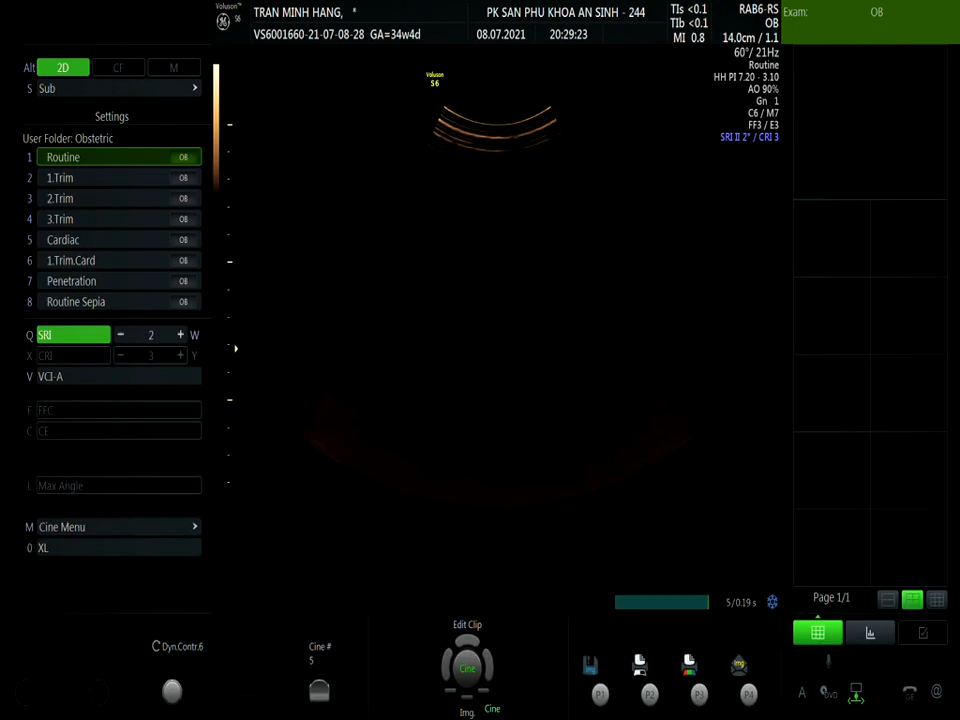 Voluson
S6
TRAN MINH HANG, *
PK SAN PHU KHOA AN SINH - 244
VS6001660-21-07-08-28 GA=34w4d
08.07.2021
20:29:23
TIs <0.1
TIb <0.1
MI 0.8
RAB6-RS
OB
14.0cm / 1.1
60°/ 21Hz
Routine
HH PI 7.20 - 3.10
AO 90%
Gn 1
C6 / M7
FF3 / E3
SRI II 2* / CRI 3
Exam: OB
Alt 2D CF M
S Sub >
Settings
User Folder: Obstetric
1 Routine OB
2 1.Trim OB
3 2.Trim OB
4 3.Trim OB
5 Cardiac OB
6 1.Trim.Card OB
7 Penetration OB
8 Routine Sepia OB
Q SRI − 2 + W
X CRI − 3 + Y
V VCI-A
F FFC
C CE
L Max Angle
M Cine Menu >
0 XL
Voluson
S6
5/0.19 s
Page 1/1
C Dyn.Contr.6
Cine #
5
Edit Clip
Cine
Img.
Cine
Img
P1 P2 P3 P4
A DVD @